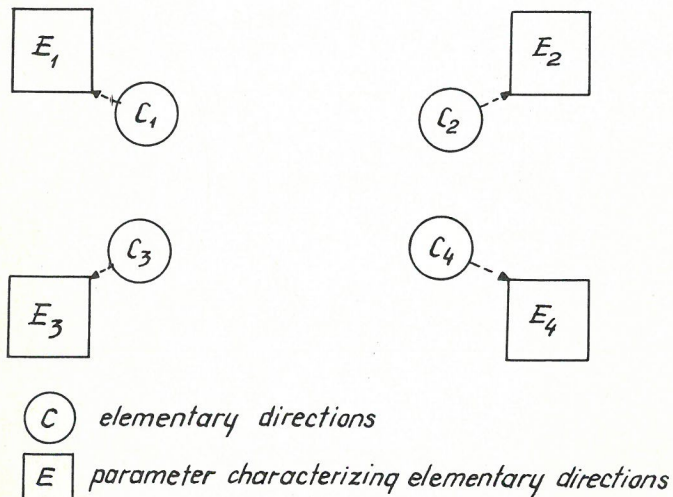 E1
E2
C1
C2
C3
C4
E3
E4
C elementary directions
E parameter characterizing elementary directions